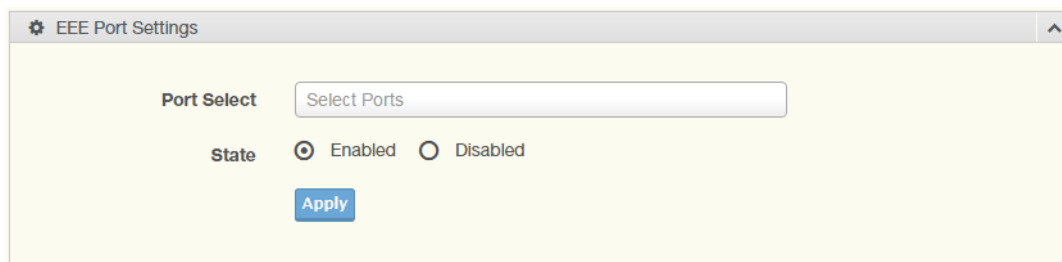 EEE Port Settings
Port Select Select Ports
State Enabled Disabled
Apply